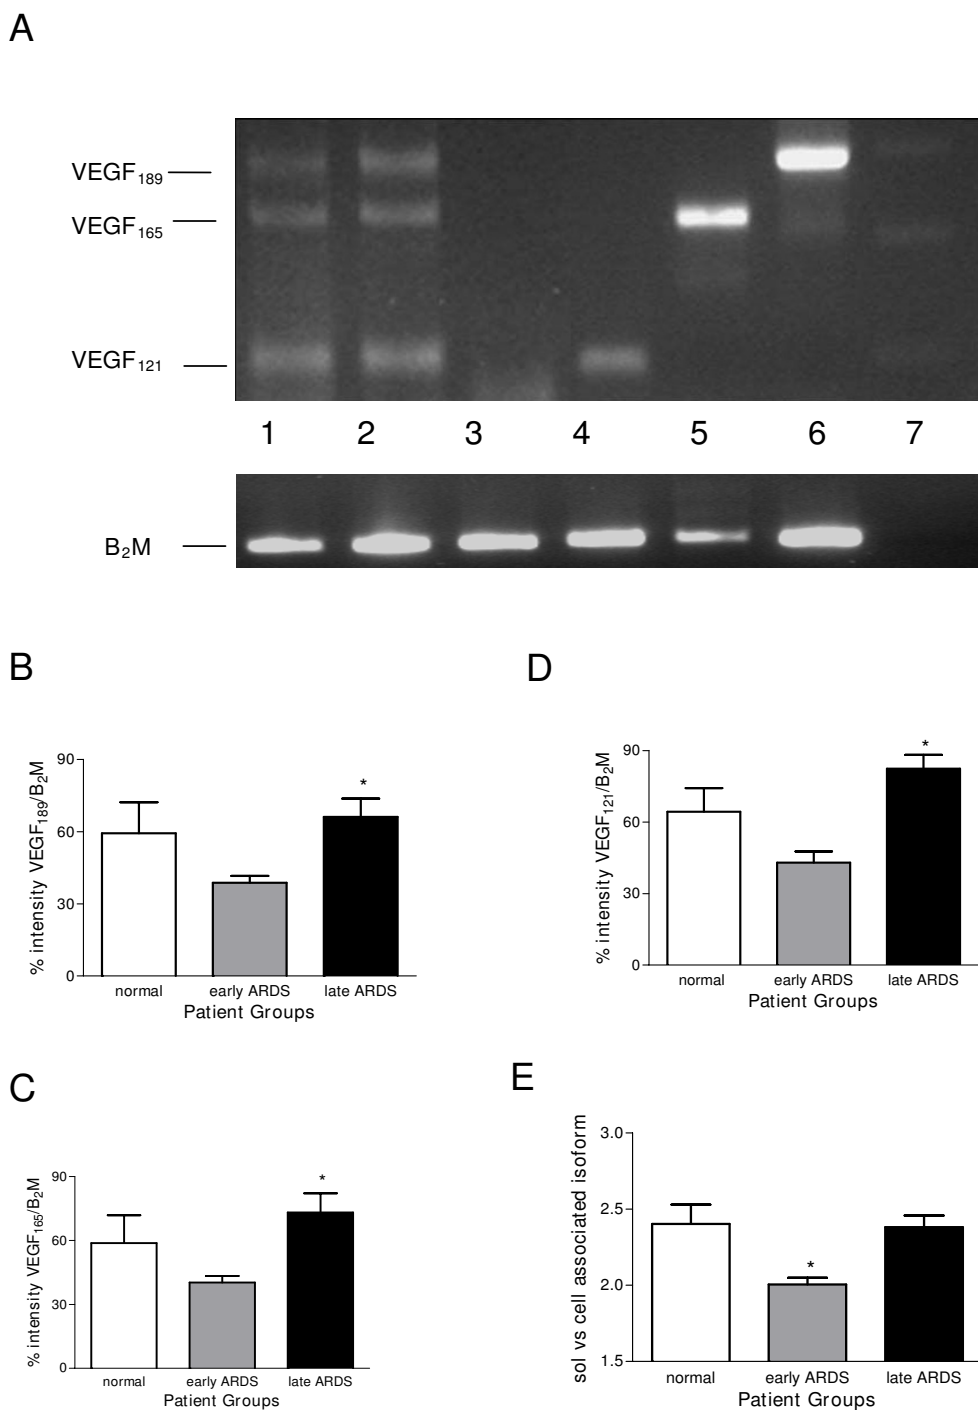 A
VEGF₁₈₉
VEGF₁₆₅
VEGF₁₂₁
1 2 3 4 5 6 7
B₂M
B
% intensity VEGF₁₈₉/B₂M
90
60
30
0
*
normal early ARDS late ARDS
Patient Groups
D
% intensity VEGF₁₂₁/B₂M
90
60
30
0
*
normal early ARDS late ARDS
Patient Groups
C
% intensity VEGF₁₆₅/B₂M
90
60
30
0
*
normal early ARDS late ARDS
Patient Groups
E
sol vs cell associated isoform
3.0
2.5
2.0
1.5
*
normal early ARDS late ARDS
Patient Groups